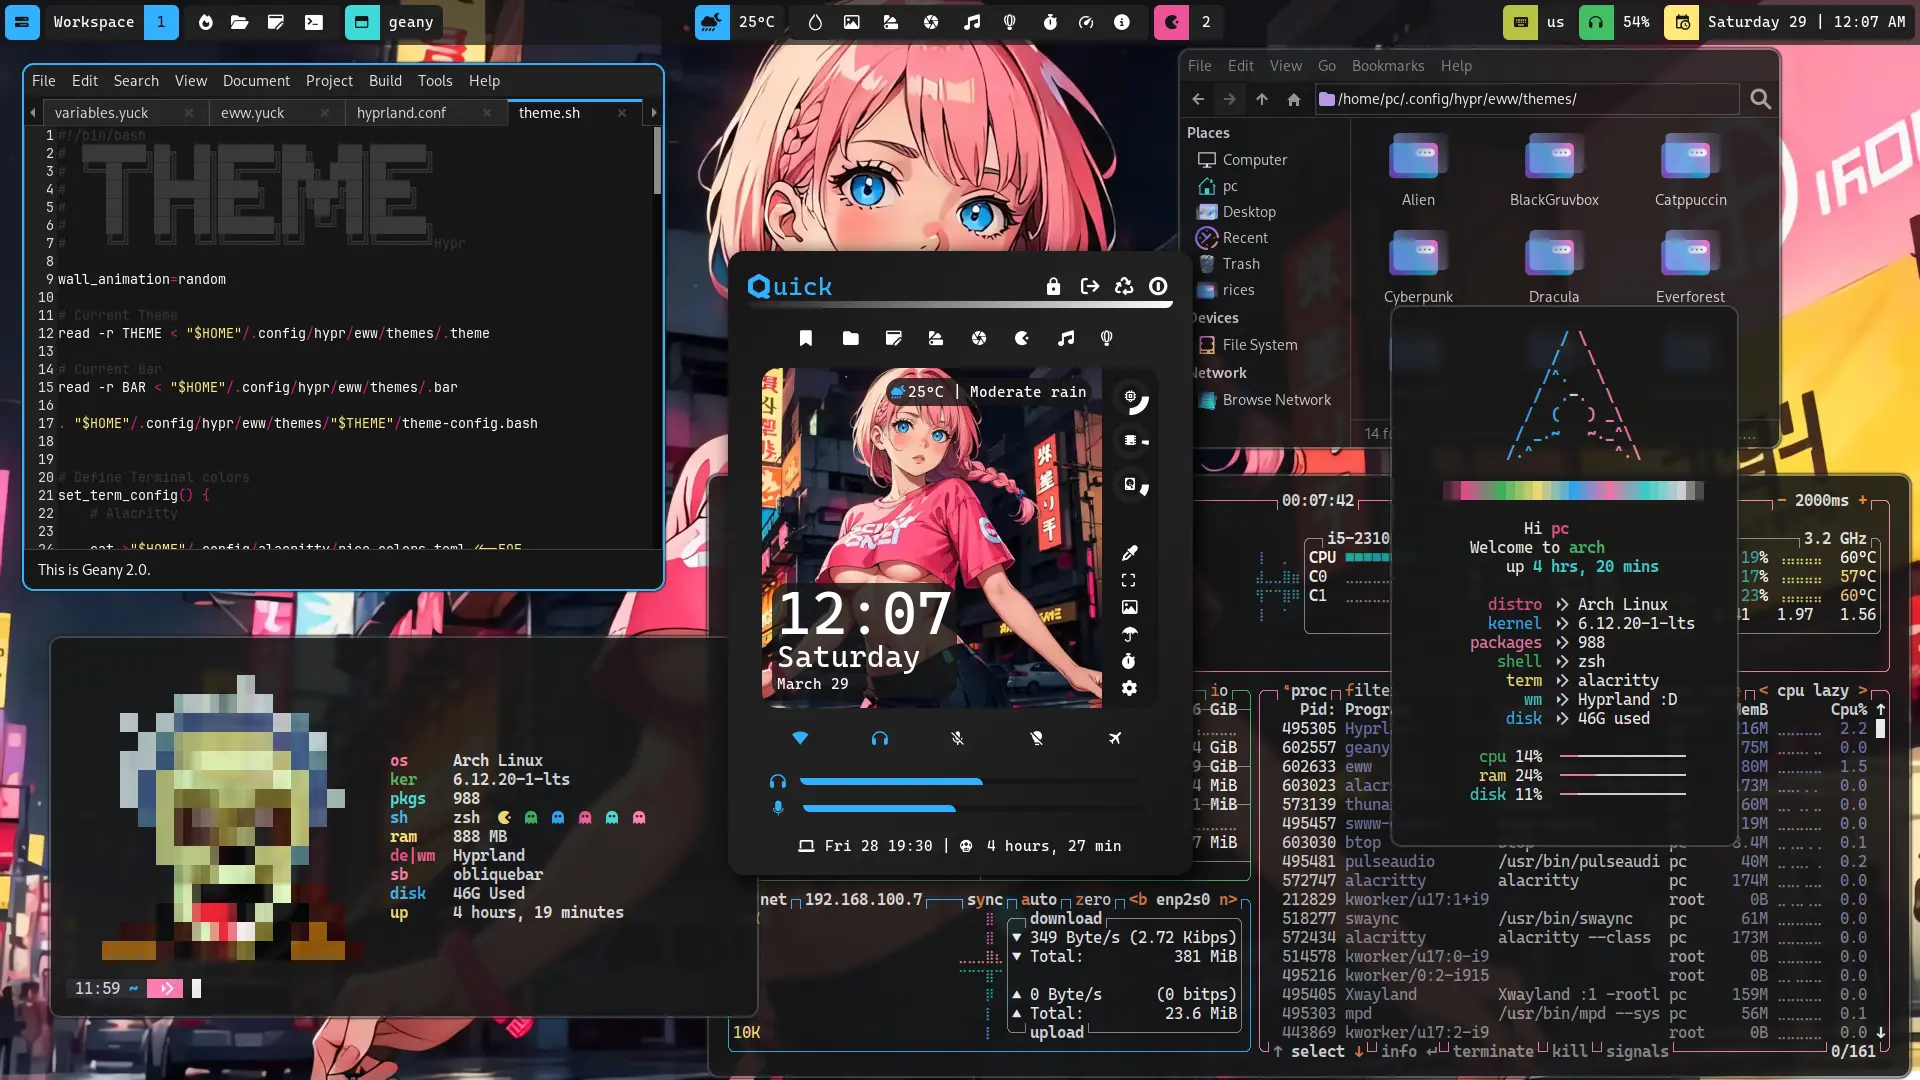 Workspace 1
geany
25°C
2
us
54%
Saturday 29 | 12:07 AM
File Edit Search View Document Project Build Tools Help
variables.yuck
eww.yuck
hyprland.conf
theme.sh
1 #!/bin/bash
2 #
3 #
4 #
5 #
6 #
7 #
THEME
Hypr
8
9 wall_animation=random
10
11 # Current Theme
12 read -r THEME < "$HOME"/.config/hypr/eww/themes/.theme
13
14 # Current Bar
15 read -r BAR < "$HOME"/.config/hypr/eww/themes/.bar
16
17 . "$HOME"/.config/hypr/eww/themes/"$THEME"/theme-config.bash
18
19
20 # Define Terminal colors
21 set_term_config() {
22 # Alacritty
23
24 cat >"$HOME"/.config/alacritty/rice-colors.toml <<-EOF
This is Geany 2.0.
File Edit View Go Bookmarks Help
/home/pc/.config/hypr/eww/themes/
Places
Computer
pc
Desktop
Recent
Trash
rices
Devices
File System
Network
Browse Network
Alien
BlackGruvbox
Catppuccin
Cyberpunk
Dracula
Everforest
Quick
25°C | Moderate rain
12:07
Saturday
March 29
Fri 28 19:30 | 4 hours, 27 min
Hi pc
Welcome to arch
up 4 hrs, 20 mins
distro Arch Linux
kernel 6.12.20-1-lts
packages 988
shell zsh
term alacritty
wm Hyprland :D
disk 46G used
cpu 14%
ram 24%
disk 11%
os Arch Linux
ker 6.12.20-1-lts
pkgs 988
sh zsh
ram 888 MB
de|wm Hyprland
sb obliquebar
disk 46G Used
up 4 hours, 19 minutes
11:59 ~
00:07:42
- 2000ms +
i5-2310
3.2 GHz
CPU 19% 60°C
C0 17% 57°C
C1 23% 60°C
1.97 1.56
io
GiB
GiB
GiB
MiB
MiB
MiB
net 192.168.100.7 sync auto zero <b enp2s0 n>
download
▼ 349 Byte/s (2.72 Kibps)
▼ Total: 381 MiB
▲ 0 Byte/s (0 bitps)
▲ Total: 23.6 MiB
upload
10K
proc filte < cpu lazy >
Pid: Progr MemB Cpu% ↑
495305 Hyprl 216M 2.2
602557 geany 75M 0.0
602633 eww 80M 1.5
603023 alacr 173M 0.0
573139 thuna 60M 0.0
495457 swww- 19M 0.0
603030 btop 8.4M 0.1
495481 pulseaudio /usr/bin/pulseaudi pc 40M 0.2
572747 alacritty alacritty pc 174M 0.0
212829 kworker/u17:1+i9 root 0B 0.0
518277 swaync /usr/bin/swaync pc 61M 0.0
572434 alacritty alacritty --class pc 173M 0.0
514578 kworker/u17:0-i9 root 0B 0.0
495216 kworker/0:2-i915 root 0B 0.0
495405 Xwayland Xwayland :1 -rootl pc 159M 0.0
495303 mpd /usr/bin/mpd --sys pc 56M 0.1
443869 kworker/u17:2-i9 root 0B 0.0 ↓
↑ select ↓ info ↵ terminate kill signals 0/161